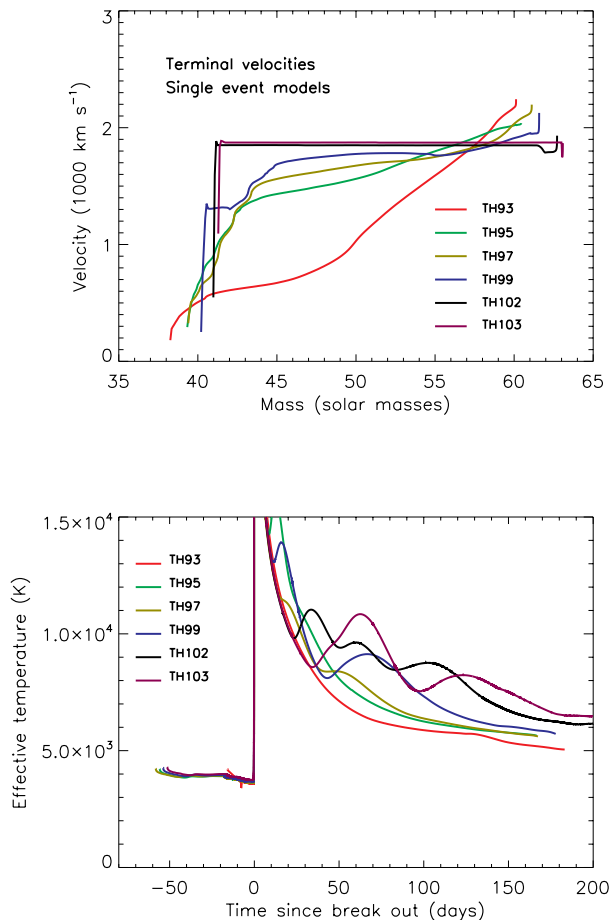 3
Terminal velocities
Single event models
2
Velocity (1000 km s⁻¹)
TH93
TH95
1
TH97
TH99
TH102
TH103
0
35 40 45 50 55 60 65
Mass (solar masses)
1.5×10⁴
TH93
TH95
TH97
TH99
1.0×10⁴
TH102
TH103
Effective temperature (K)
5.0×10³
0
−50 0 50 100 150 200
Time since break out (days)